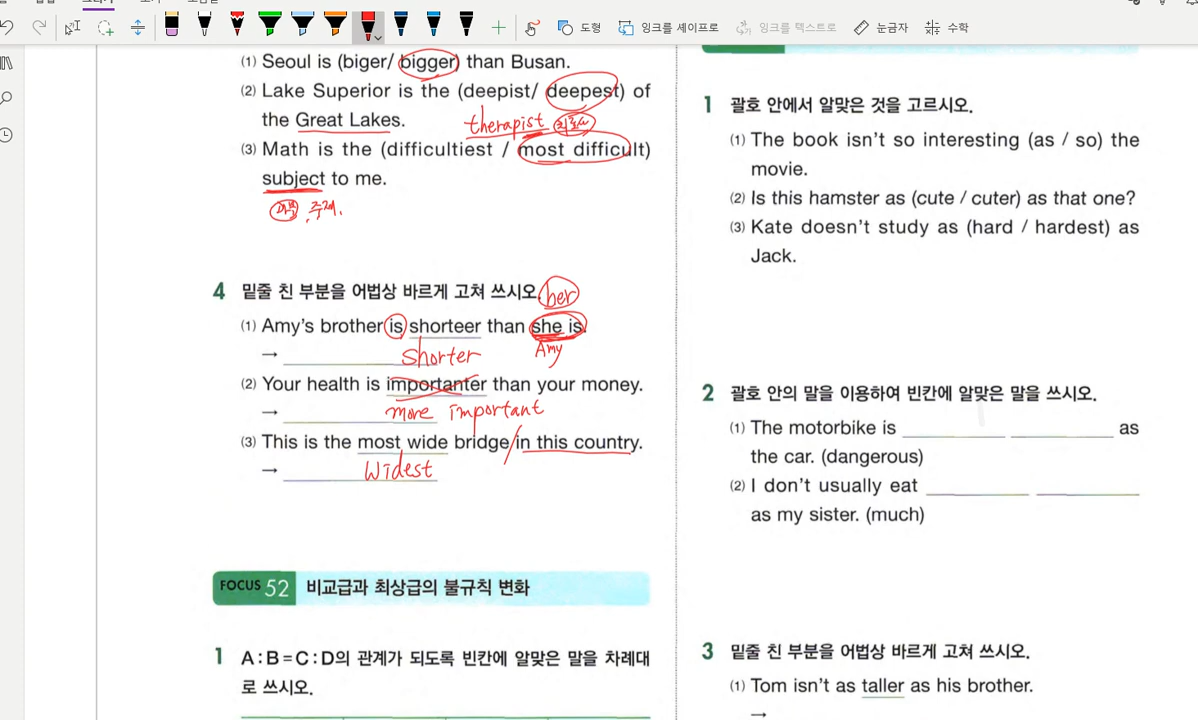 도형
잉크를 셰이프로
잉크를 텍스트로
눈금자
수학
(1) Seoul is (biger/ bigger) than Busan.
(2) Lake Superior is the (deepist/ deepest) of
the Great Lakes.
therapist 치료사
(3) Math is the (difficultiest / most difficult)
subject to me.
과목 주제.
4 밑줄 친 부분을 어법상 바르게 고쳐 쓰시오.
her
(1) Amy's brother is shorteer than she is.
→ shorter Amy
(2) Your health is importanter than your money.
→ more important
(3) This is the most wide bridge/in this country.
→ widest
FOCUS 52 비교급과 최상급의 불규칙 변화
1 A : B = C : D의 관계가 되도록 빈칸에 알맞은 말을 차례대
로 쓰시오.
1 괄호 안에서 알맞은 것을 고르시오.
(1) The book isn't so interesting (as / so) the
movie.
(2) Is this hamster as (cute / cuter) as that one?
(3) Kate doesn't study as (hard / hardest) as
Jack.
2 괄호 안의 말을 이용하여 빈칸에 알맞은 말을 쓰시오.
(1) The motorbike is ________ ________ as
the car. (dangerous)
(2) I don't usually eat ________ ________
as my sister. (much)
3 밑줄 친 부분을 어법상 바르게 고쳐 쓰시오.
(1) Tom isn't as taller as his brother.
→